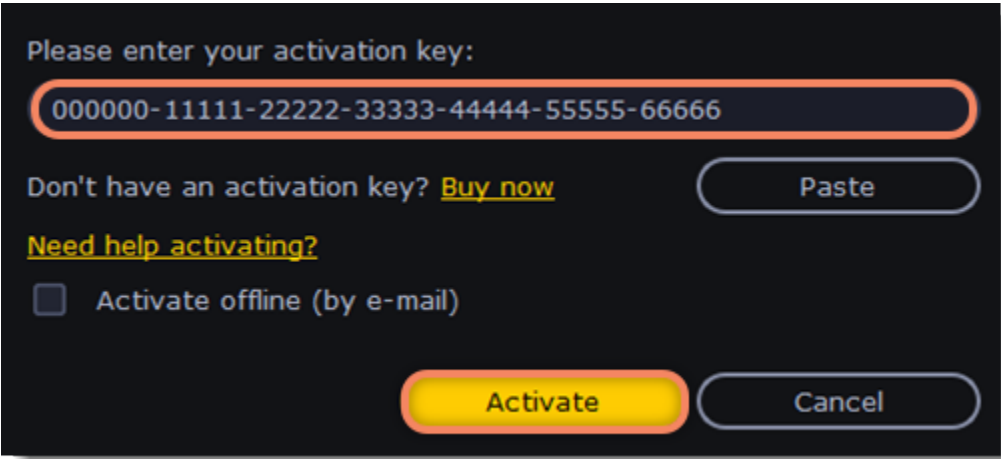 Please enter your activation key:
000000-11111-22222-33333-44444-55555-66666
Don't have an activation key? Buy now
Paste
Need help activating?
Activate offline (by e-mail)
Activate
Cancel